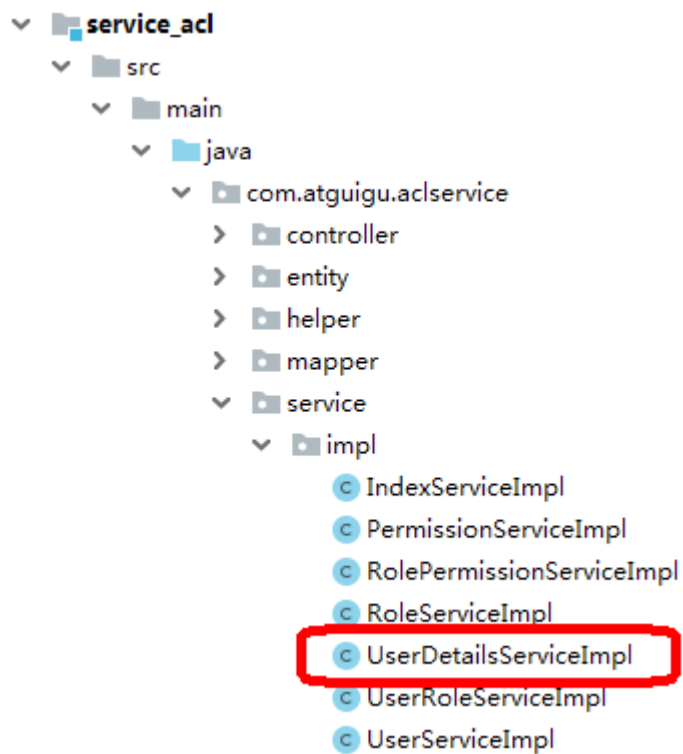 service_acl
src
main
java
com.atguigu.aclservice
controller
entity
helper
mapper
service
impl
IndexServiceImpl
PermissionServiceImpl
RolePermissionServiceImpl
RoleServiceImpl
UserDetailsServiceImpl
UserRoleServiceImpl
UserServiceImpl